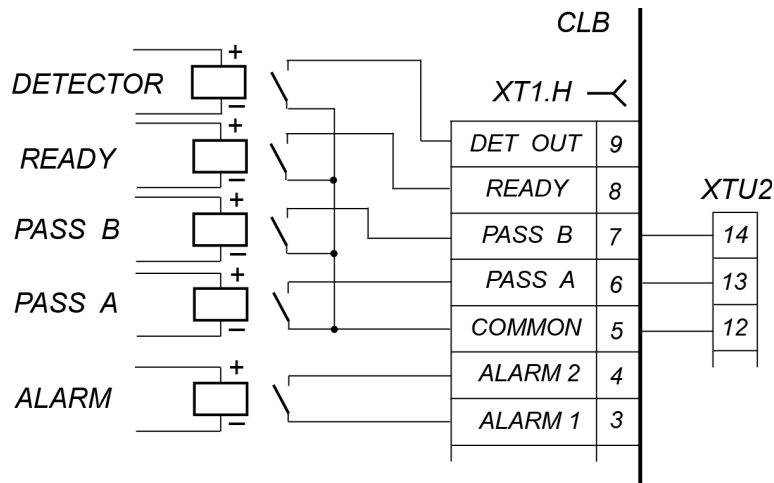 CLB
XT1.H
DETECTOR + −
READY + −
PASS B + −
PASS A + −
ALARM + −
DET OUT 9
READY 8
PASS B 7
PASS A 6
COMMON 5
ALARM 2 4
ALARM 1 3
XTU2
14
13
12